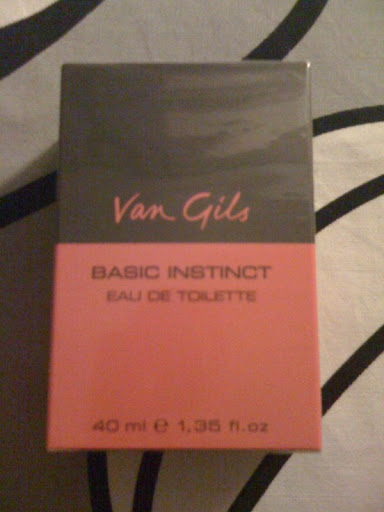 Van Gils
BASIC INSTINCT
EAU DE TOILETTE
40 ml ℮ 1,35 fl.oz